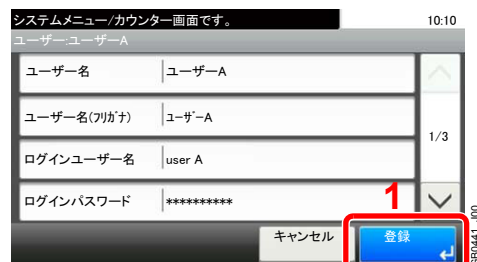 システムメニュー/カウンター画面です。 10:10
ユーザー:ユーザーA
ユーザー名 ユーザーA
ユーザー名(フリガナ) ユーザーA
1/3
ログインユーザー名 user A
ログインパスワード **********
1
キャンセル 登録
GB0441_J00